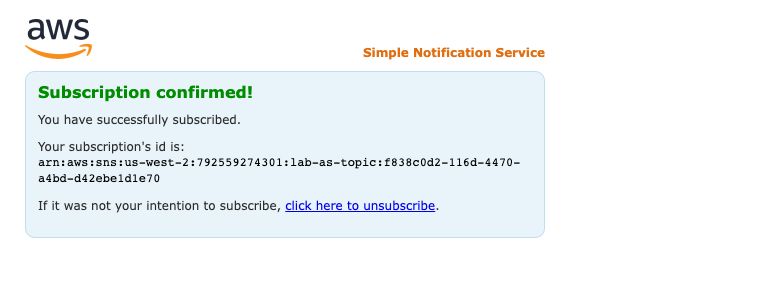 aws
Simple Notification Service
Subscription confirmed!
You have successfully subscribed.
Your subscription's id is:
arn:aws:sns:us-west-2:792559274301:lab-as-topic:f838c0d2-116d-4470-
a4bd-d42ebe1d1e70
If it was not your intention to subscribe, click here to unsubscribe.